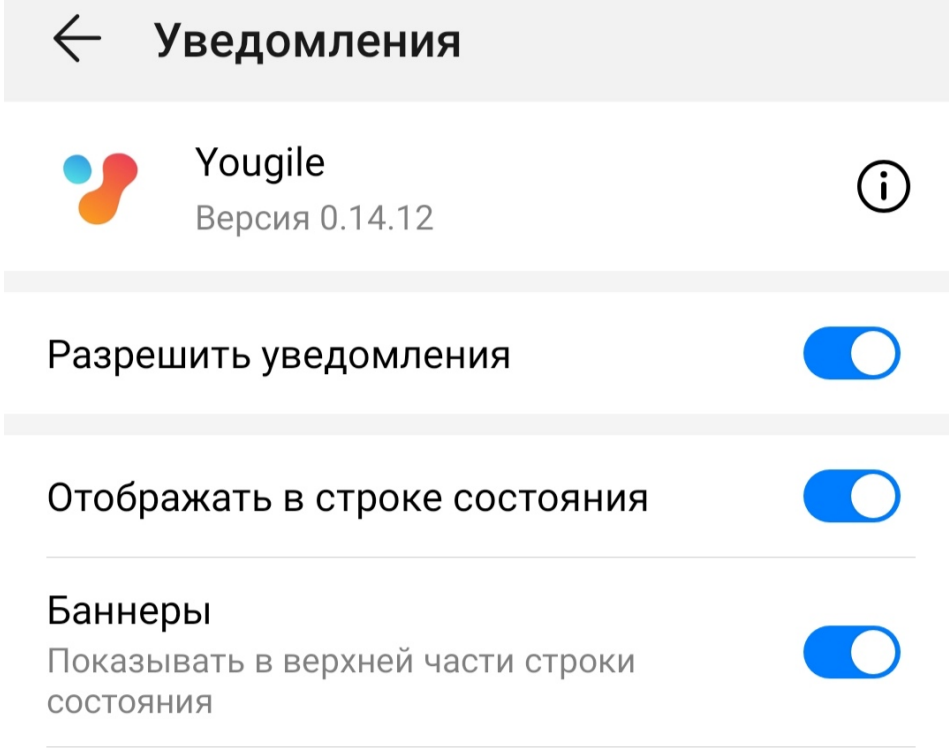 Уведомления
Yougile
Версия 0.14.12
Разрешить уведомления
Отображать в строке состояния
Баннеры
Показывать в верхней части строки
состояния